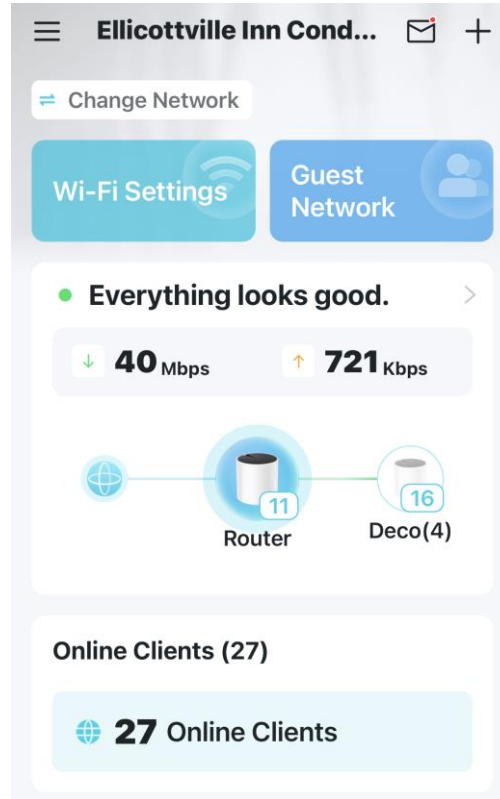 Ellicottville Inn Cond...
Change Network
Wi-Fi Settings
Guest
Network
Everything looks good.
40 Mbps
721 Kbps
11
16
Router
Deco(4)
Online Clients (27)
27 Online Clients